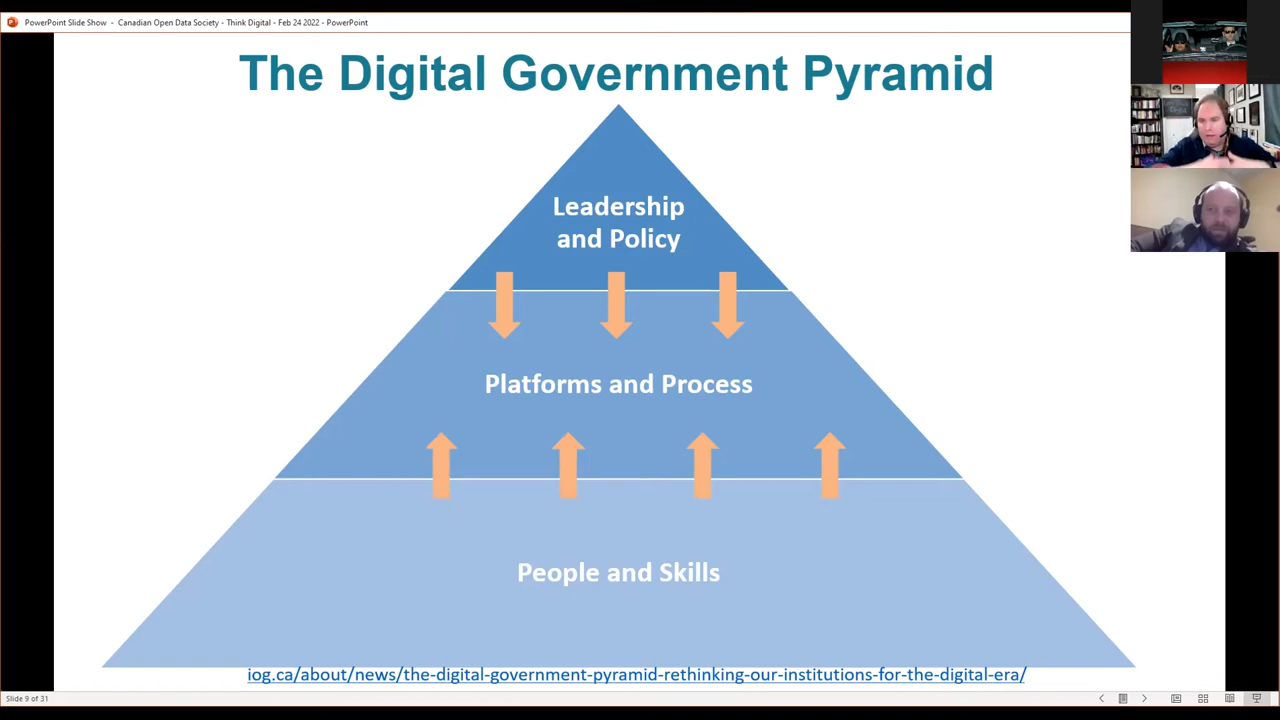 PowerPoint Slide Show - Canadian Open Data Society - Think Digital - Feb 24 2022 - PowerPoint
The Digital Government Pyramid
Leadership
and Policy
Platforms and Process
People and Skills
iog.ca/about/news/the-digital-government-pyramid-rethinking-our-institutions-for-the-digital-era/
Slide 9 of 31